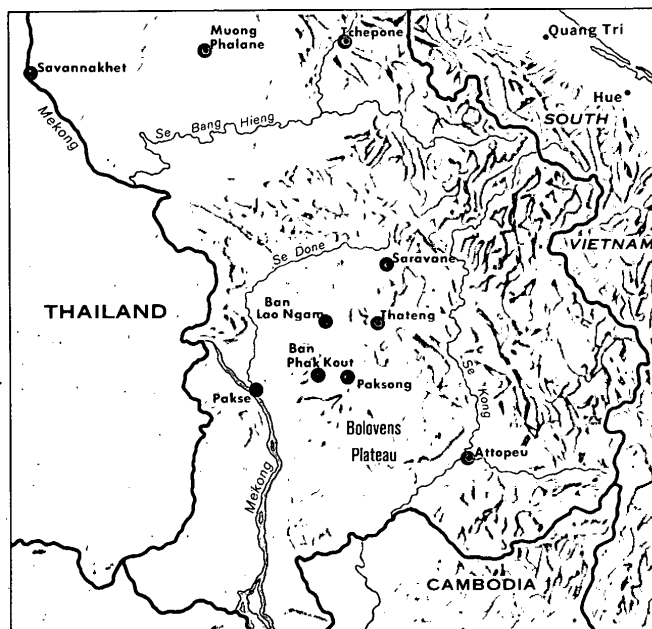 Muong
Phalane
Tchepone
Quang Tri
Savannakhet
Hue
SOUTH
Mekong
Se Bang Hieng
VIETNAM
Se Done
Saravane
THAILAND
Ban
Lao Ngam
Thateng
Ban
Phak Kout
Se Kong
Pakse
Paksong
Bolovens
Plateau
Attopeu
Mekong
CAMBODIA